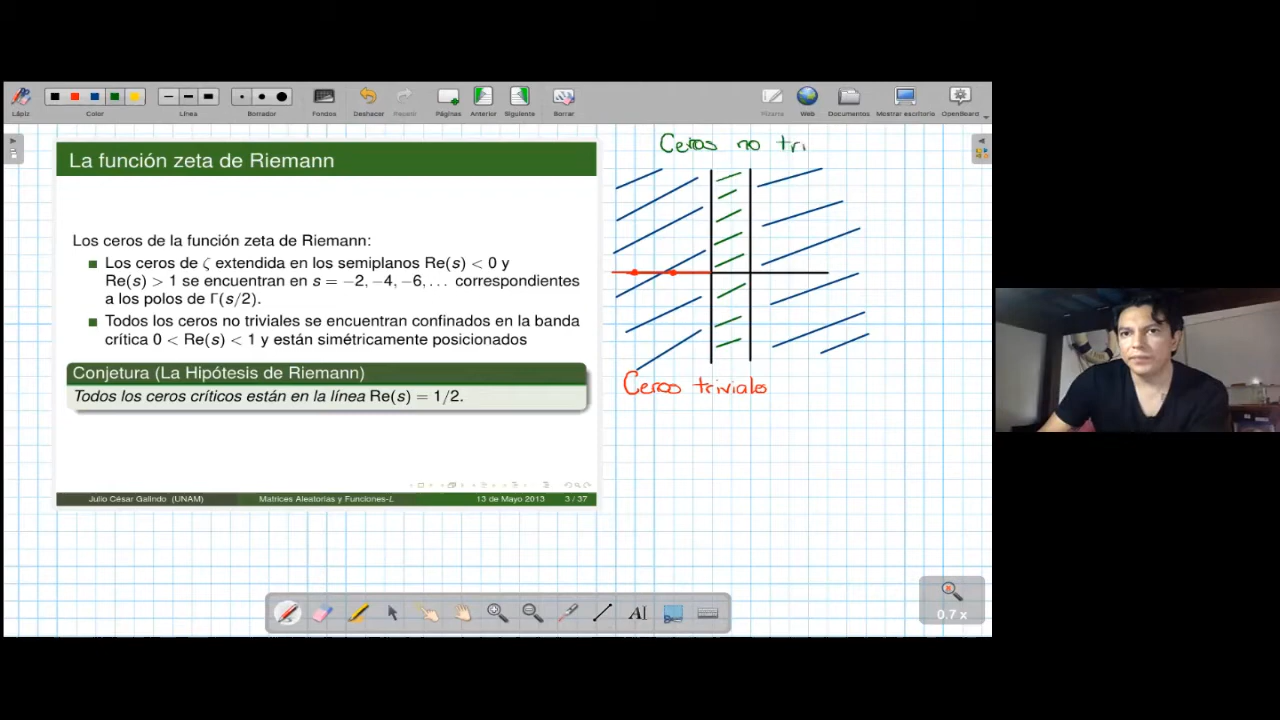 Lápiz
Color
Línea
Borrador
Fondos
Deshacer
Páginas
Anterior
Siguiente
Borrar
Pizarra
Web
Documentos
Mostrar escritorio
OpenBoard
La función zeta de Riemann
Los ceros de la función zeta de Riemann:
Los ceros de ζ extendida en los semiplanos Re(s) < 0 y
Re(s) > 1 se encuentran en s = −2, −4, −6, . . . correspondientes
a los polos de Γ(s/2).
Todos los ceros no triviales se encuentran confinados en la banda
crítica 0 < Re(s) < 1 y están simétricamente posicionados
Conjetura (La Hipótesis de Riemann)
Todos los ceros críticos están en la línea Re(s) = 1/2.
Julio César Galindo (UNAM) Matrices Aleatorias y Funciones-L 13 de Mayo 2013 3 / 37
Ceros no tri
Ceros triviales
AI
0.7 x